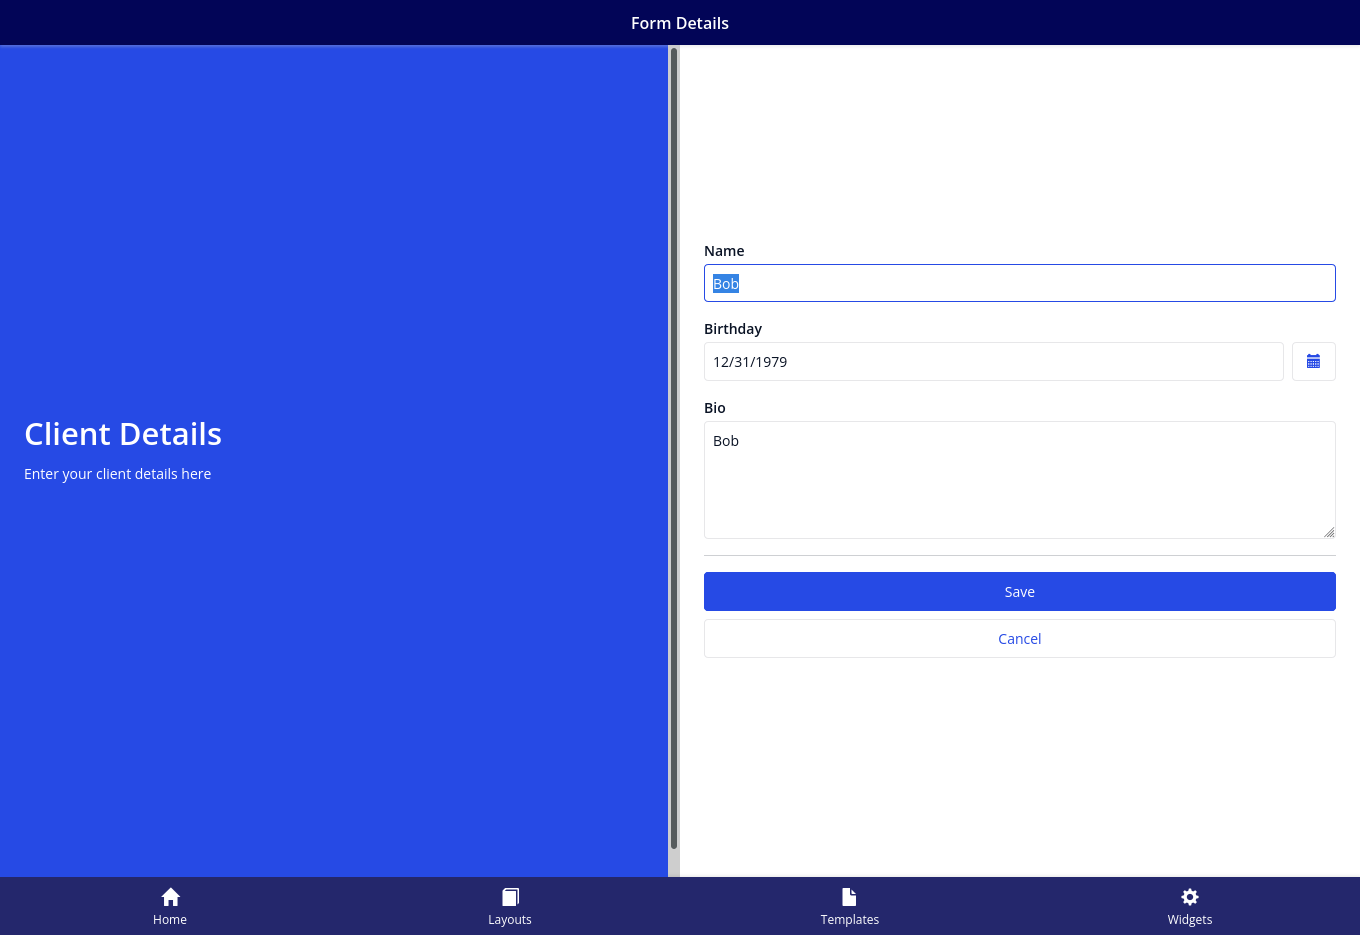 Form Details
Client Details
Enter your client details here
Name
Bob
Birthday
12/31/1979
Bio
Bob
Save
Cancel
Home
Layouts
Templates
Widgets